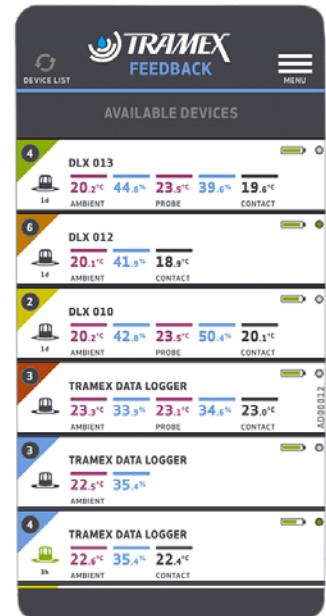 TRAMEX
FEEDBACK
DEVICE LIST
MENU
AVAILABLE DEVICES
4
DLX 013
20.2°C 44.8% 23.5°C 39.6% 19.6°C
1d AMBIENT PROBE CONTACT
6
DLX 012
20.1°C 41.9% 18.9°C
1d AMBIENT CONTACT
2
DLX 010
20.2°C 42.8% 23.5°C 50.4% 20.1°C
1d AMBIENT PROBE CONTACT
3
TRAMEX DATA LOGGER
23.3°C 33.9% 23.1°C 34.6% 23.0°C
AMBIENT PROBE CONTACT
AD00012
3
TRAMEX DATA LOGGER
22.5°C 35.4%
AMBIENT
4
TRAMEX DATA LOGGER
22.6°C 35.4% 22.4°C
3h AMBIENT CONTACT